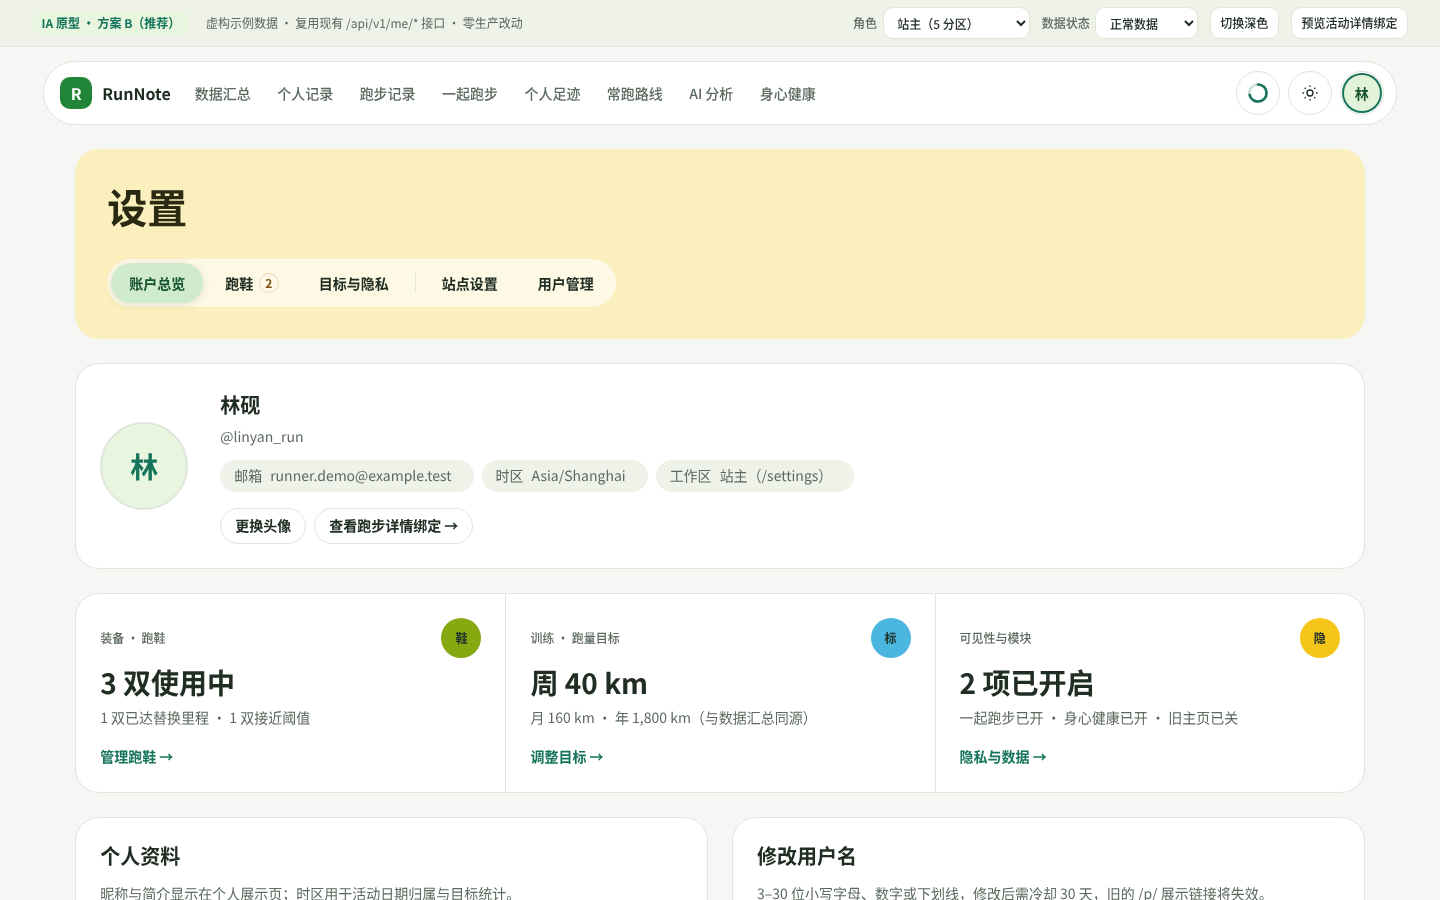 IA 原型 · 方案 B（推荐） 虚构示例数据 · 复用现有 /api/v1/me/* 接口 · 零生产改动 角色 站主（5 分区） 数据状态 正常数据 切换深色 预览活动详情绑定
R RunNote 数据汇总 个人记录 跑步记录 一起跑步 个人足迹 常跑路线 AI 分析 身心健康 林
设置
账户总览 跑鞋 2 目标与隐私 站点设置 用户管理
林
林砚
@linyan_run
邮箱 runner.demo@example.test 时区 Asia/Shanghai 工作区 站主（/settings）
更换头像 查看跑步详情绑定 →
装备 · 跑鞋 鞋
3 双使用中
1 双已达替换里程 · 1 双接近阈值
管理跑鞋 →
训练 · 跑量目标 标
周 40 km
月 160 km · 年 1,800 km（与数据汇总同源）
调整目标 →
可见性与模块 隐
2 项已开启
一起跑步已开 · 身心健康已开 · 旧主页已关
隐私与数据 →
个人资料
昵称与简介显示在个人展示页；时区用于活动日期归属与目标统计。
修改用户名
3–30 位小写字母、数字或下划线，修改后需冷却 30 天，旧的 /p/ 展示链接将失效。